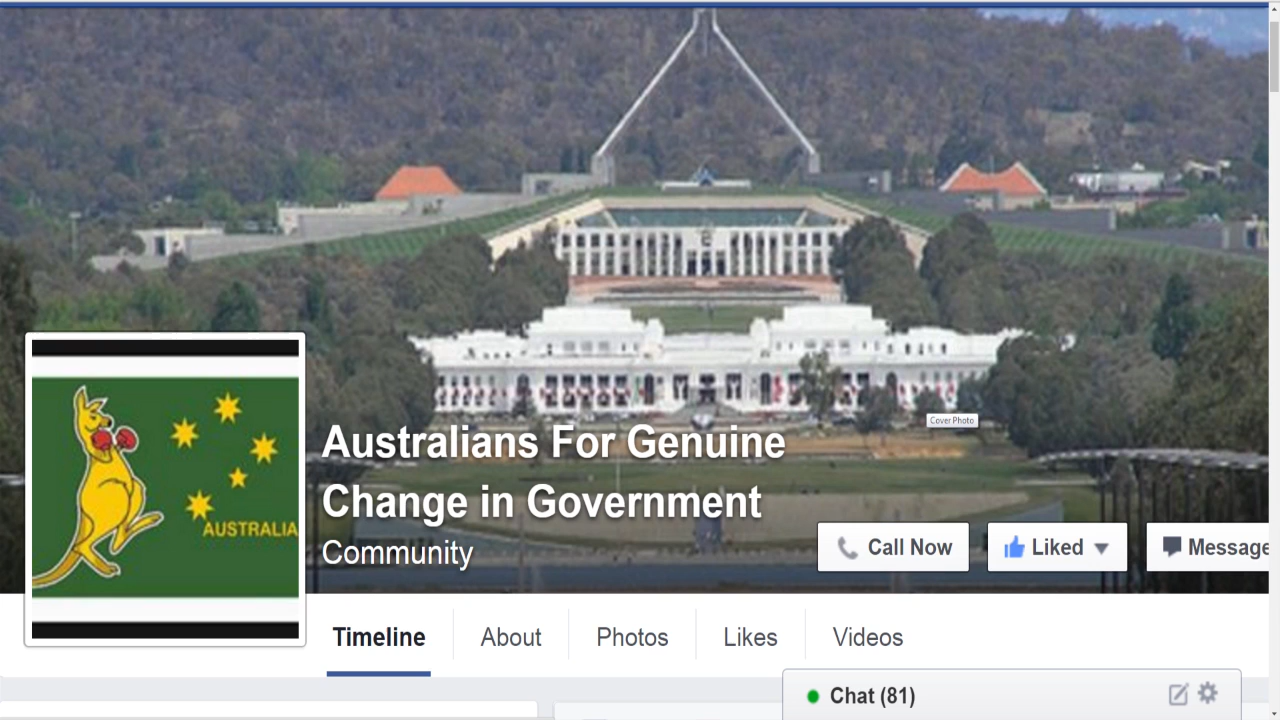 Cover Photo
Australians For Genuine
Change in Government
Community
AUSTRALIA
Call Now
Liked
Message
Timeline
About
Photos
Likes
Videos
Chat (81)